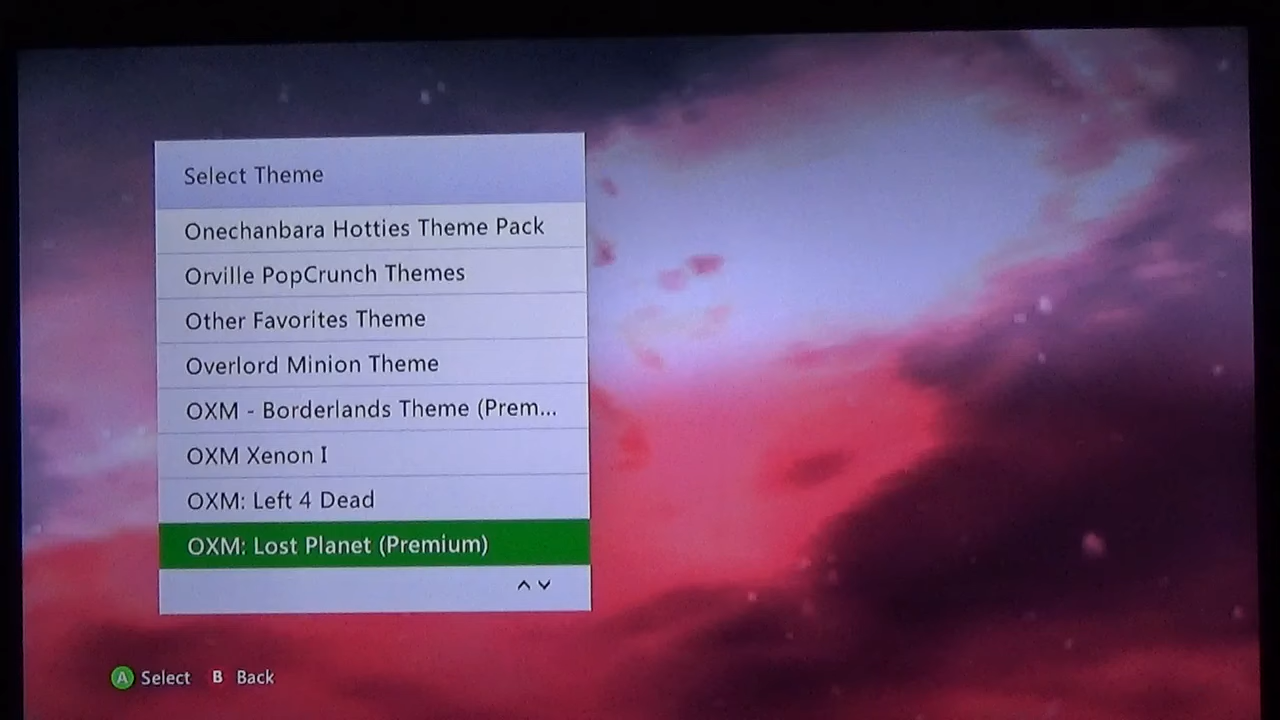 Select Theme
Onechanbara Hotties Theme Pack
Orville PopCrunch Themes
Other Favorites Theme
Overlord Minion Theme
OXM - Borderlands Theme (Prem...
OXM Xenon I
OXM: Left 4 Dead
OXM: Lost Planet (Premium)
A Select B Back